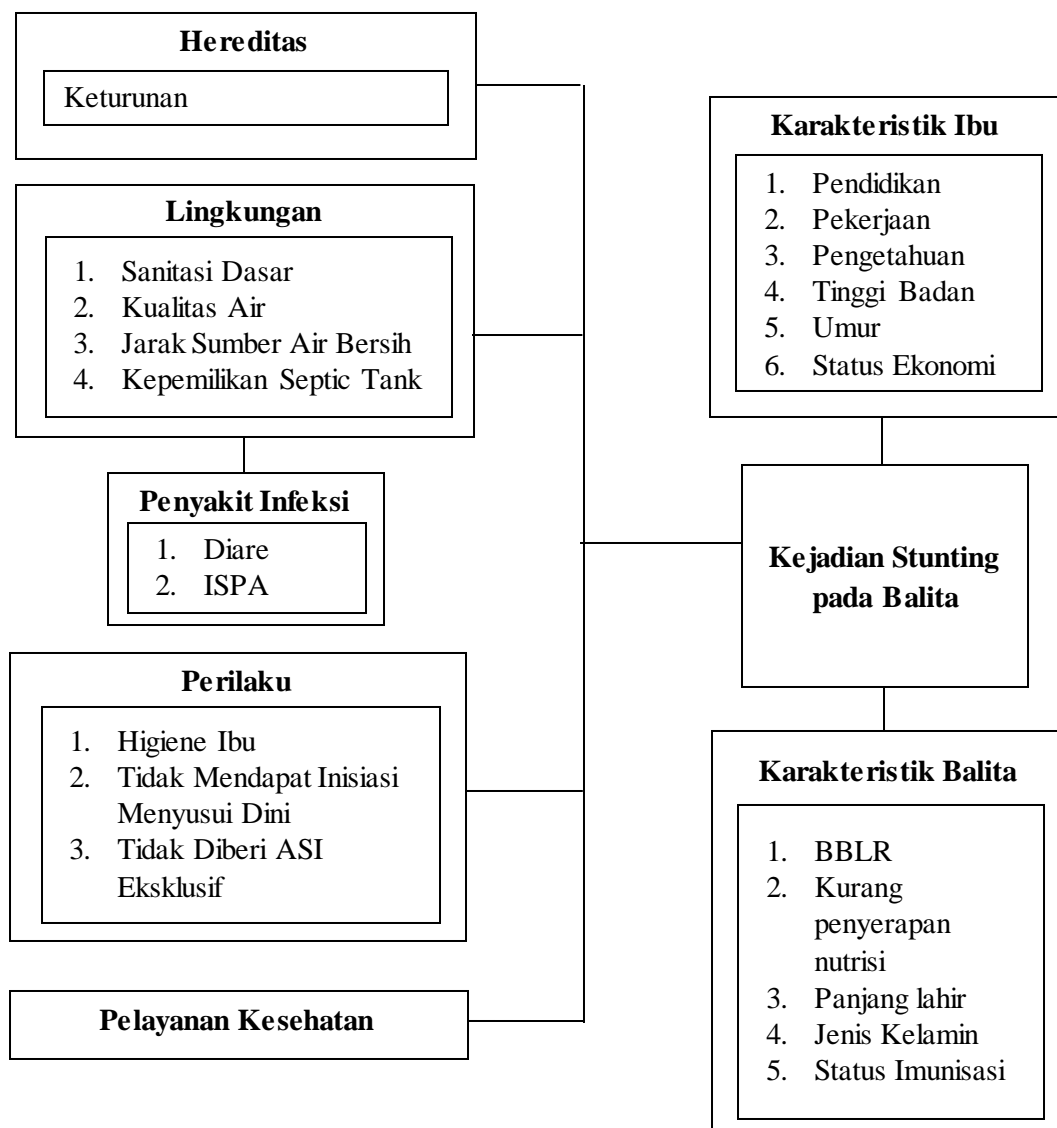 Hereditas
Keturunan
Lingkungan
1. Sanitasi Dasar
2. Kualitas Air
3. Jarak Sumber Air Bersih
4. Kepemilikan Septic Tank
Penyakit Infeksi
1. Diare
2. ISPA
Perilaku
1. Higiene Ibu
2. Tidak Mendapat Inisiasi
Menyusui Dini
3. Tidak Diberi ASI
Eksklusif
Pelayanan Kesehatan
Karakteristik Ibu
1. Pendidikan
2. Pekerjaan
3. Pengetahuan
4. Tinggi Badan
5. Umur
6. Status Ekonomi
Kejadian Stunting
pada Balita
Karakteristik Balita
1. BBLR
2. Kurang
penyerapan
nutrisi
3. Panjang lahir
4. Jenis Kelamin
5. Status Imunisasi